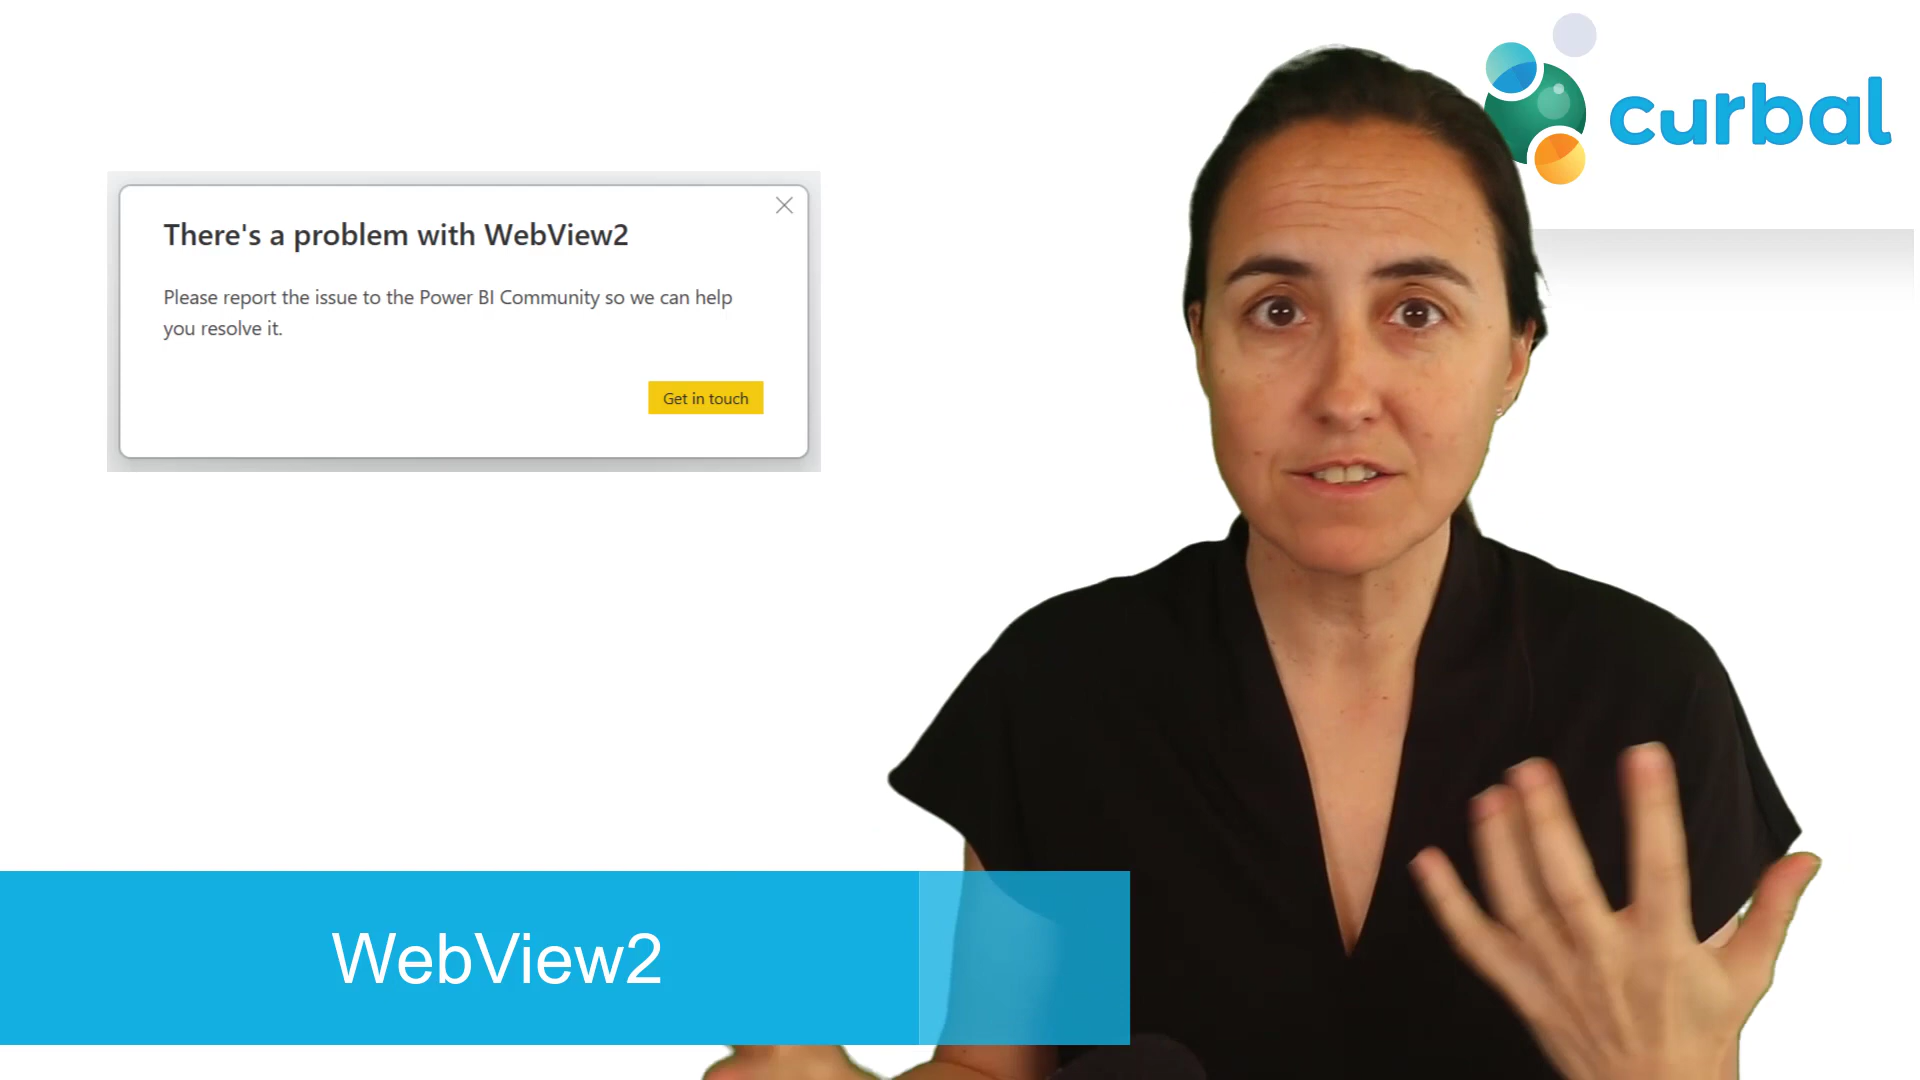 curbal
There's a problem with WebView2
Please report the issue to the Power BI Community so we can help
you resolve it.
Get in touch
WebView2